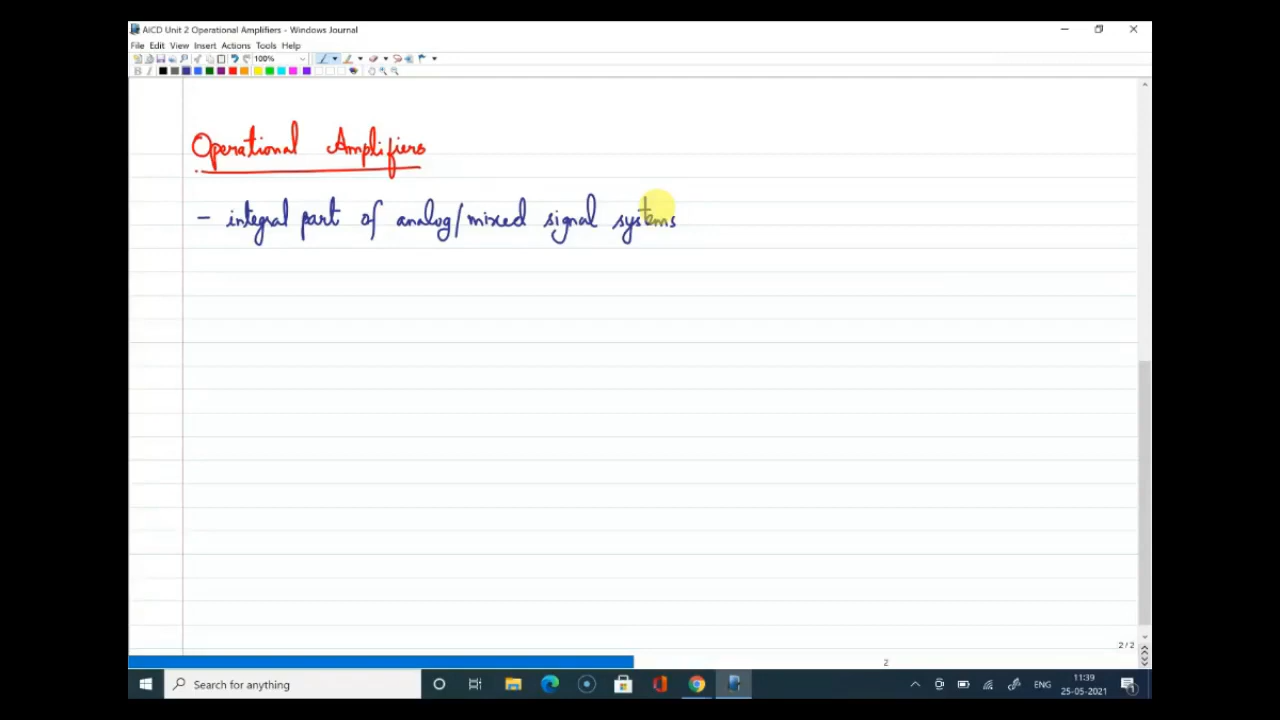 AICD Unit 2 Operational Amplifiers - Windows Journal
File Edit View Insert Actions Tools Help
100%
B I
Operational Amplifiers
- integral part of analog/mixed signal systems
2 / 2
2
Search for anything
ENG
11:39
25-05-2021
1